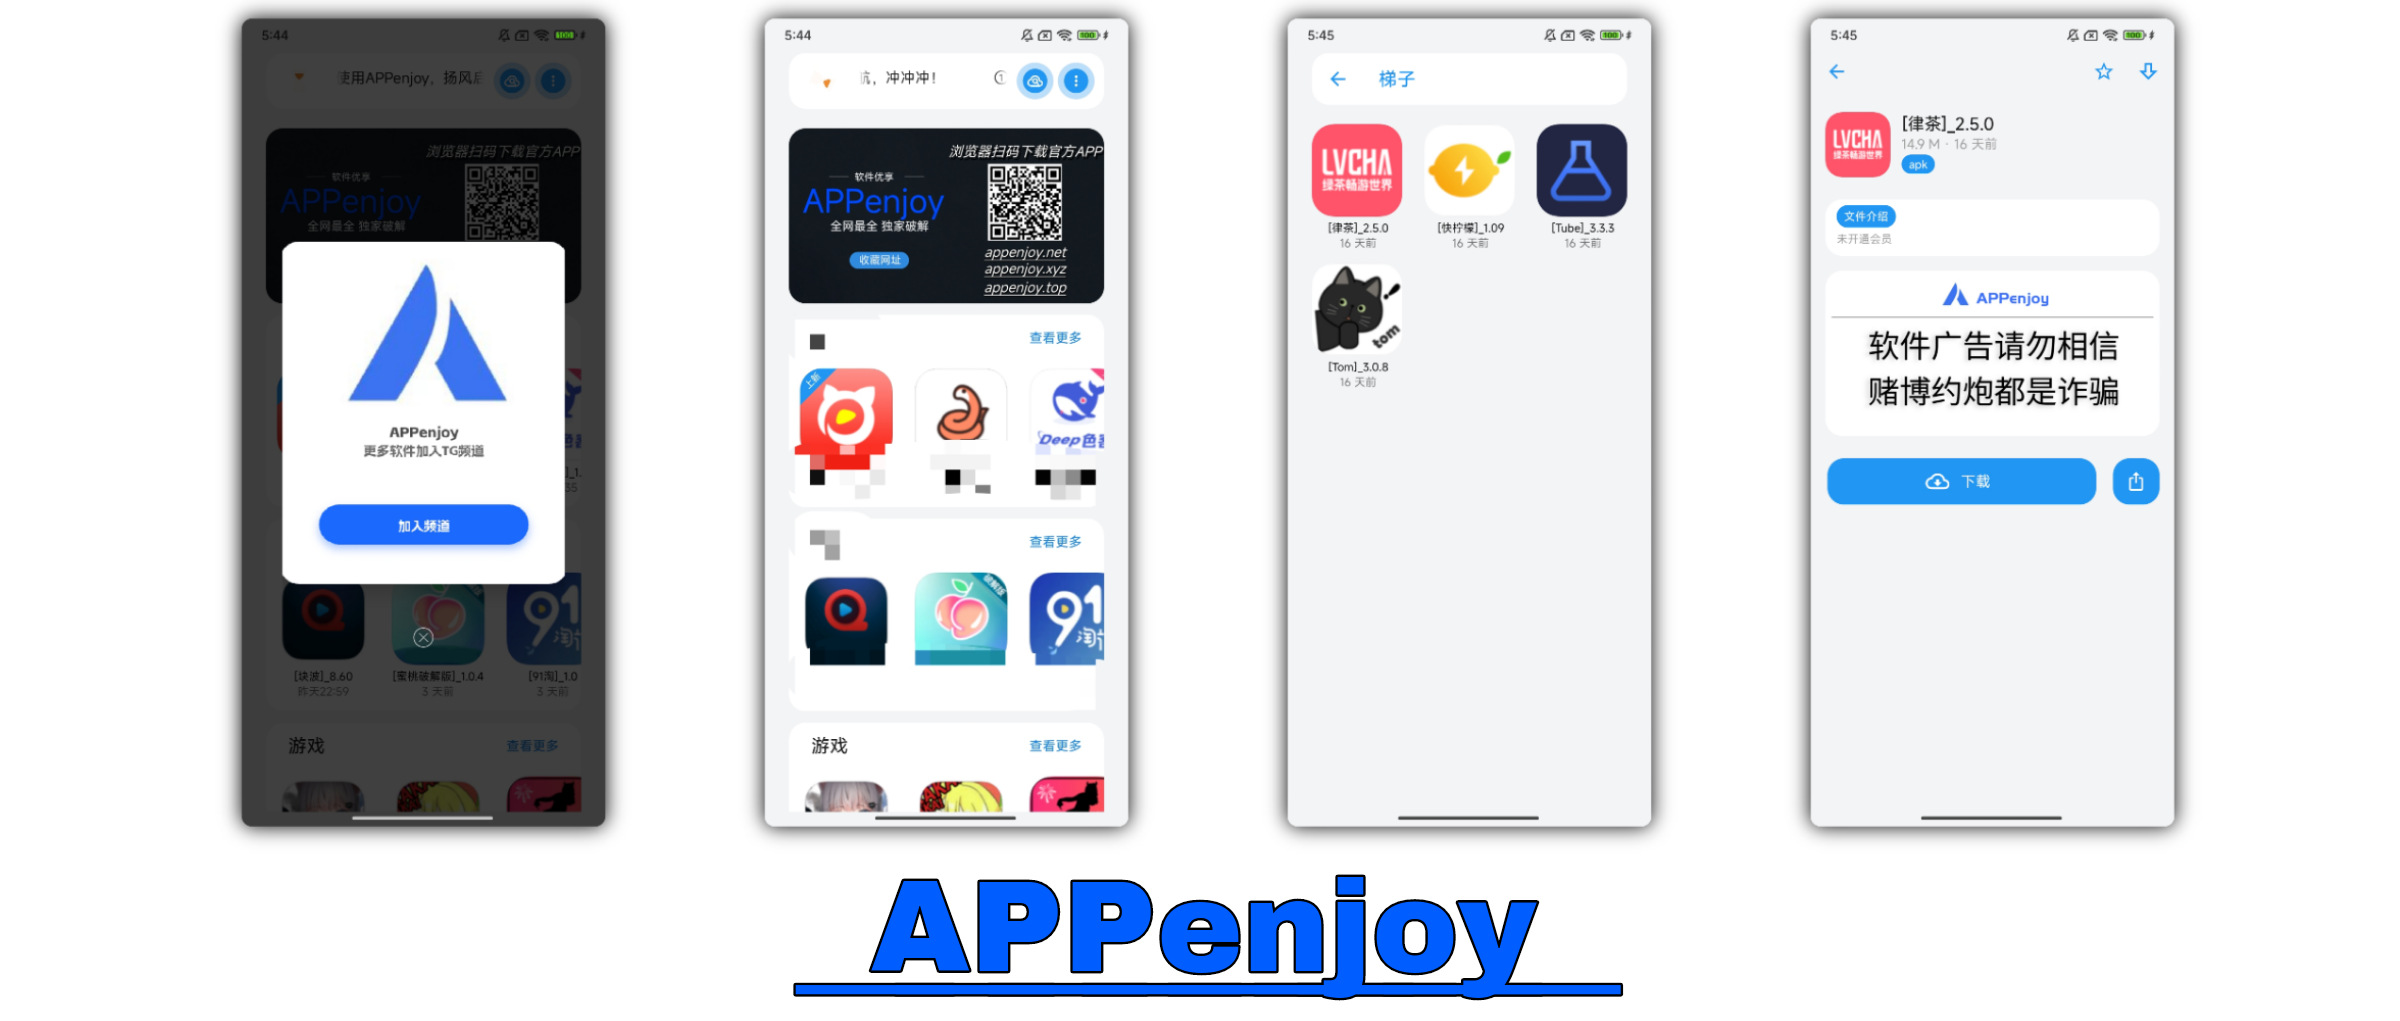 5:44
使用APPenjoy，扬风
浏览器扫码下载官方APP
软件优享
APPenjoy
全网最全 独家破解
APPenjoy
更多软件加入TG频道
加入频道
[块波]_8.60
昨天22:59
[蜜桃破解版]_1.0.4
3 天前
[91淘]_1.0
3 天前
游戏
查看更多
5:44
航，冲冲冲！
浏览器扫码下载官方APP
软件优享
APPenjoy
全网最全 独家破解
收藏网址
appenjoy.net
appenjoy.xyz
appenjoy.top
查看更多
上新
Deep色
查看更多
破解版
91
游戏
查看更多
5:45
梯子
LVCHA
绿茶畅游世界
[律茶]_2.5.0
16 天前
[快柠檬]_1.09
16 天前
[Tube]_3.3.3
16 天前
tom
[Tom]_3.0.8
16 天前
5:45
LVCHA
绿茶畅游世界
[律茶]_2.5.0
14.9 M · 16 天前
apk
文件介绍
未开通会员
APPenjoy
软件广告请勿相信
赌博约炮都是诈骗
下载
APPenjoy